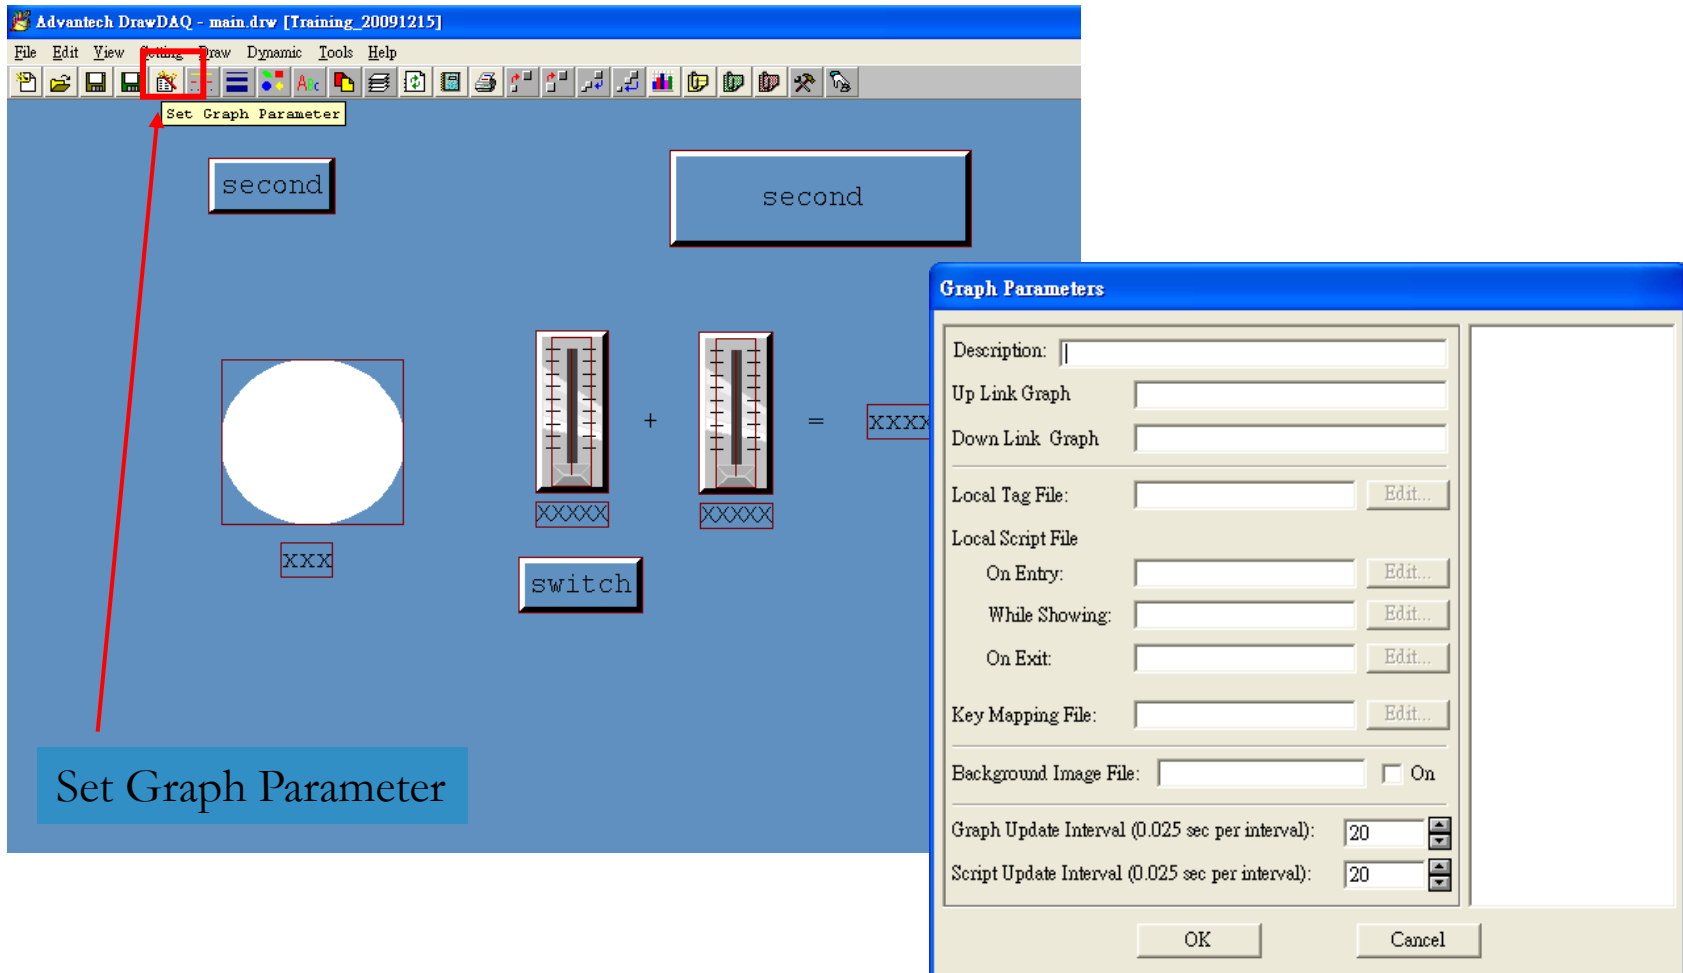 Advantech DrawDAQ - main.drw [Training_20091215]
File Edit View Setting Draw Dynamic Tools Help
ABC
Set Graph Parameter
second
second
+
=
XXXX
XXXXX
XXXXX
XXX
switch
Set Graph Parameter
Graph Parameters
Description:
Up Link Graph
Down Link Graph
Local Tag File: Edit...
Local Script File
On Entry: Edit...
While Showing: Edit...
On Exit: Edit...
Key Mapping File: Edit...
Background Image File: On
Graph Update Interval (0.025 sec per interval): 20
Script Update Interval (0.025 sec per interval): 20
OK Cancel